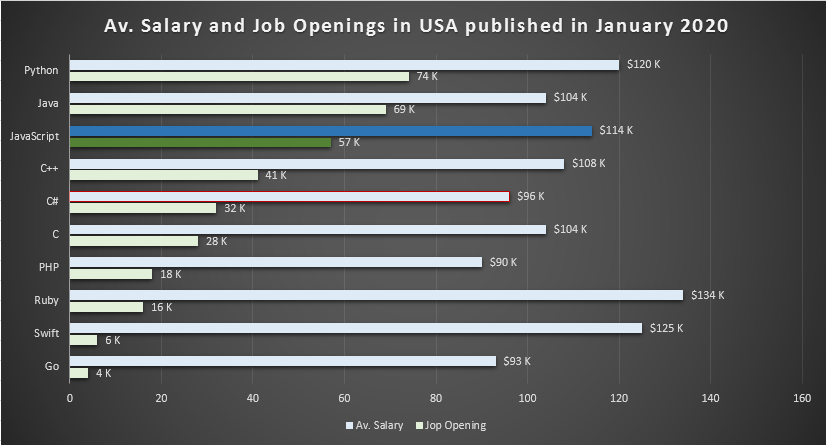 Av. Salary and Job Openings in USA published in January 2020
Python
$120 K
74 K
Java
$104 K
69 K
JavaScript
$114 K
57 K
C++
$108 K
41 K
C#
$96 K
32 K
C
$104 K
28 K
PHP
$90 K
18 K
Ruby
$134 K
16 K
Swift
$125 K
6 K
Go
$93 K
4 K
0 20 40 60 80 100 120 140 160
Av. Salary Jop Opening